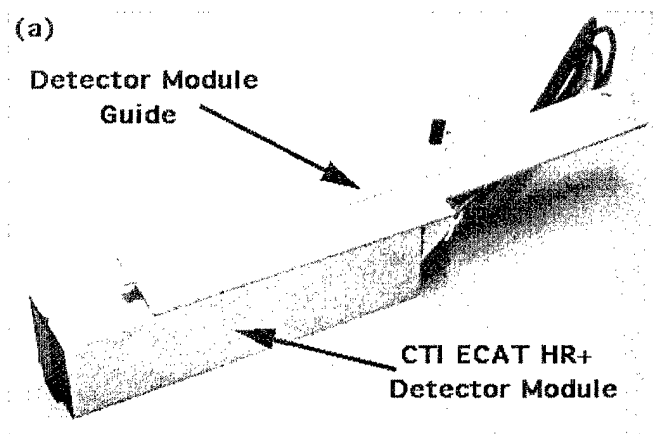 (a)
Detector Module
Guide
CTI ECAT HR+
Detector Module